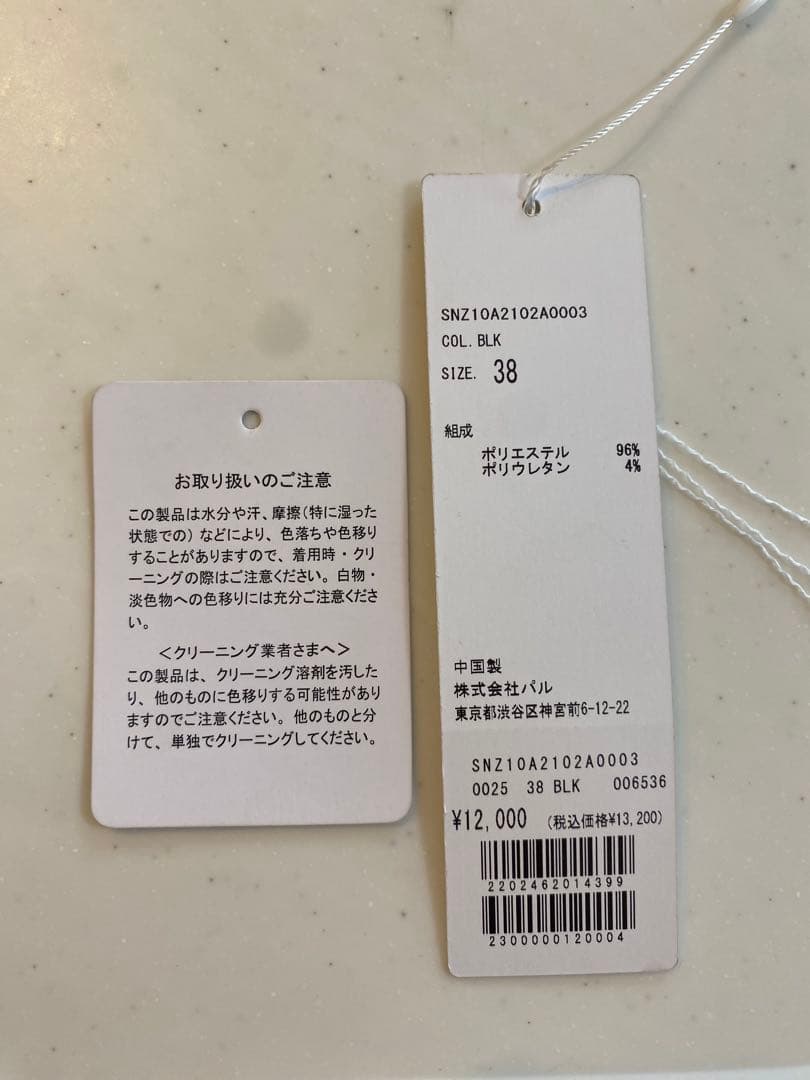 お取り扱いのご注意
この製品は水分や汗、摩擦(特に湿った
状態での)などにより、色落ちや色移り
することがありますので、着用時・クリ
ーニングの際はご注意ください。白物・
淡色物への色移りには充分ご注意くださ
い。
＜クリーニング業者さまへ＞
この製品は、クリーニング溶剤を汚した
り、他のものに色移りする可能性があり
ますのでご注意ください。他のものと分
けて、単独でクリーニングしてください。
SNZ10A2102A0003
COL. BLK
SIZE. 38
組成
ポリエステル 96%
ポリウレタン 4%
中国製
株式会社パル
東京都渋谷区神宮前6-12-22
SNZ10A2102A0003
0025 38 BLK 006536
¥12,000 (税込価格¥13,200)
2202462014399
2300000120004